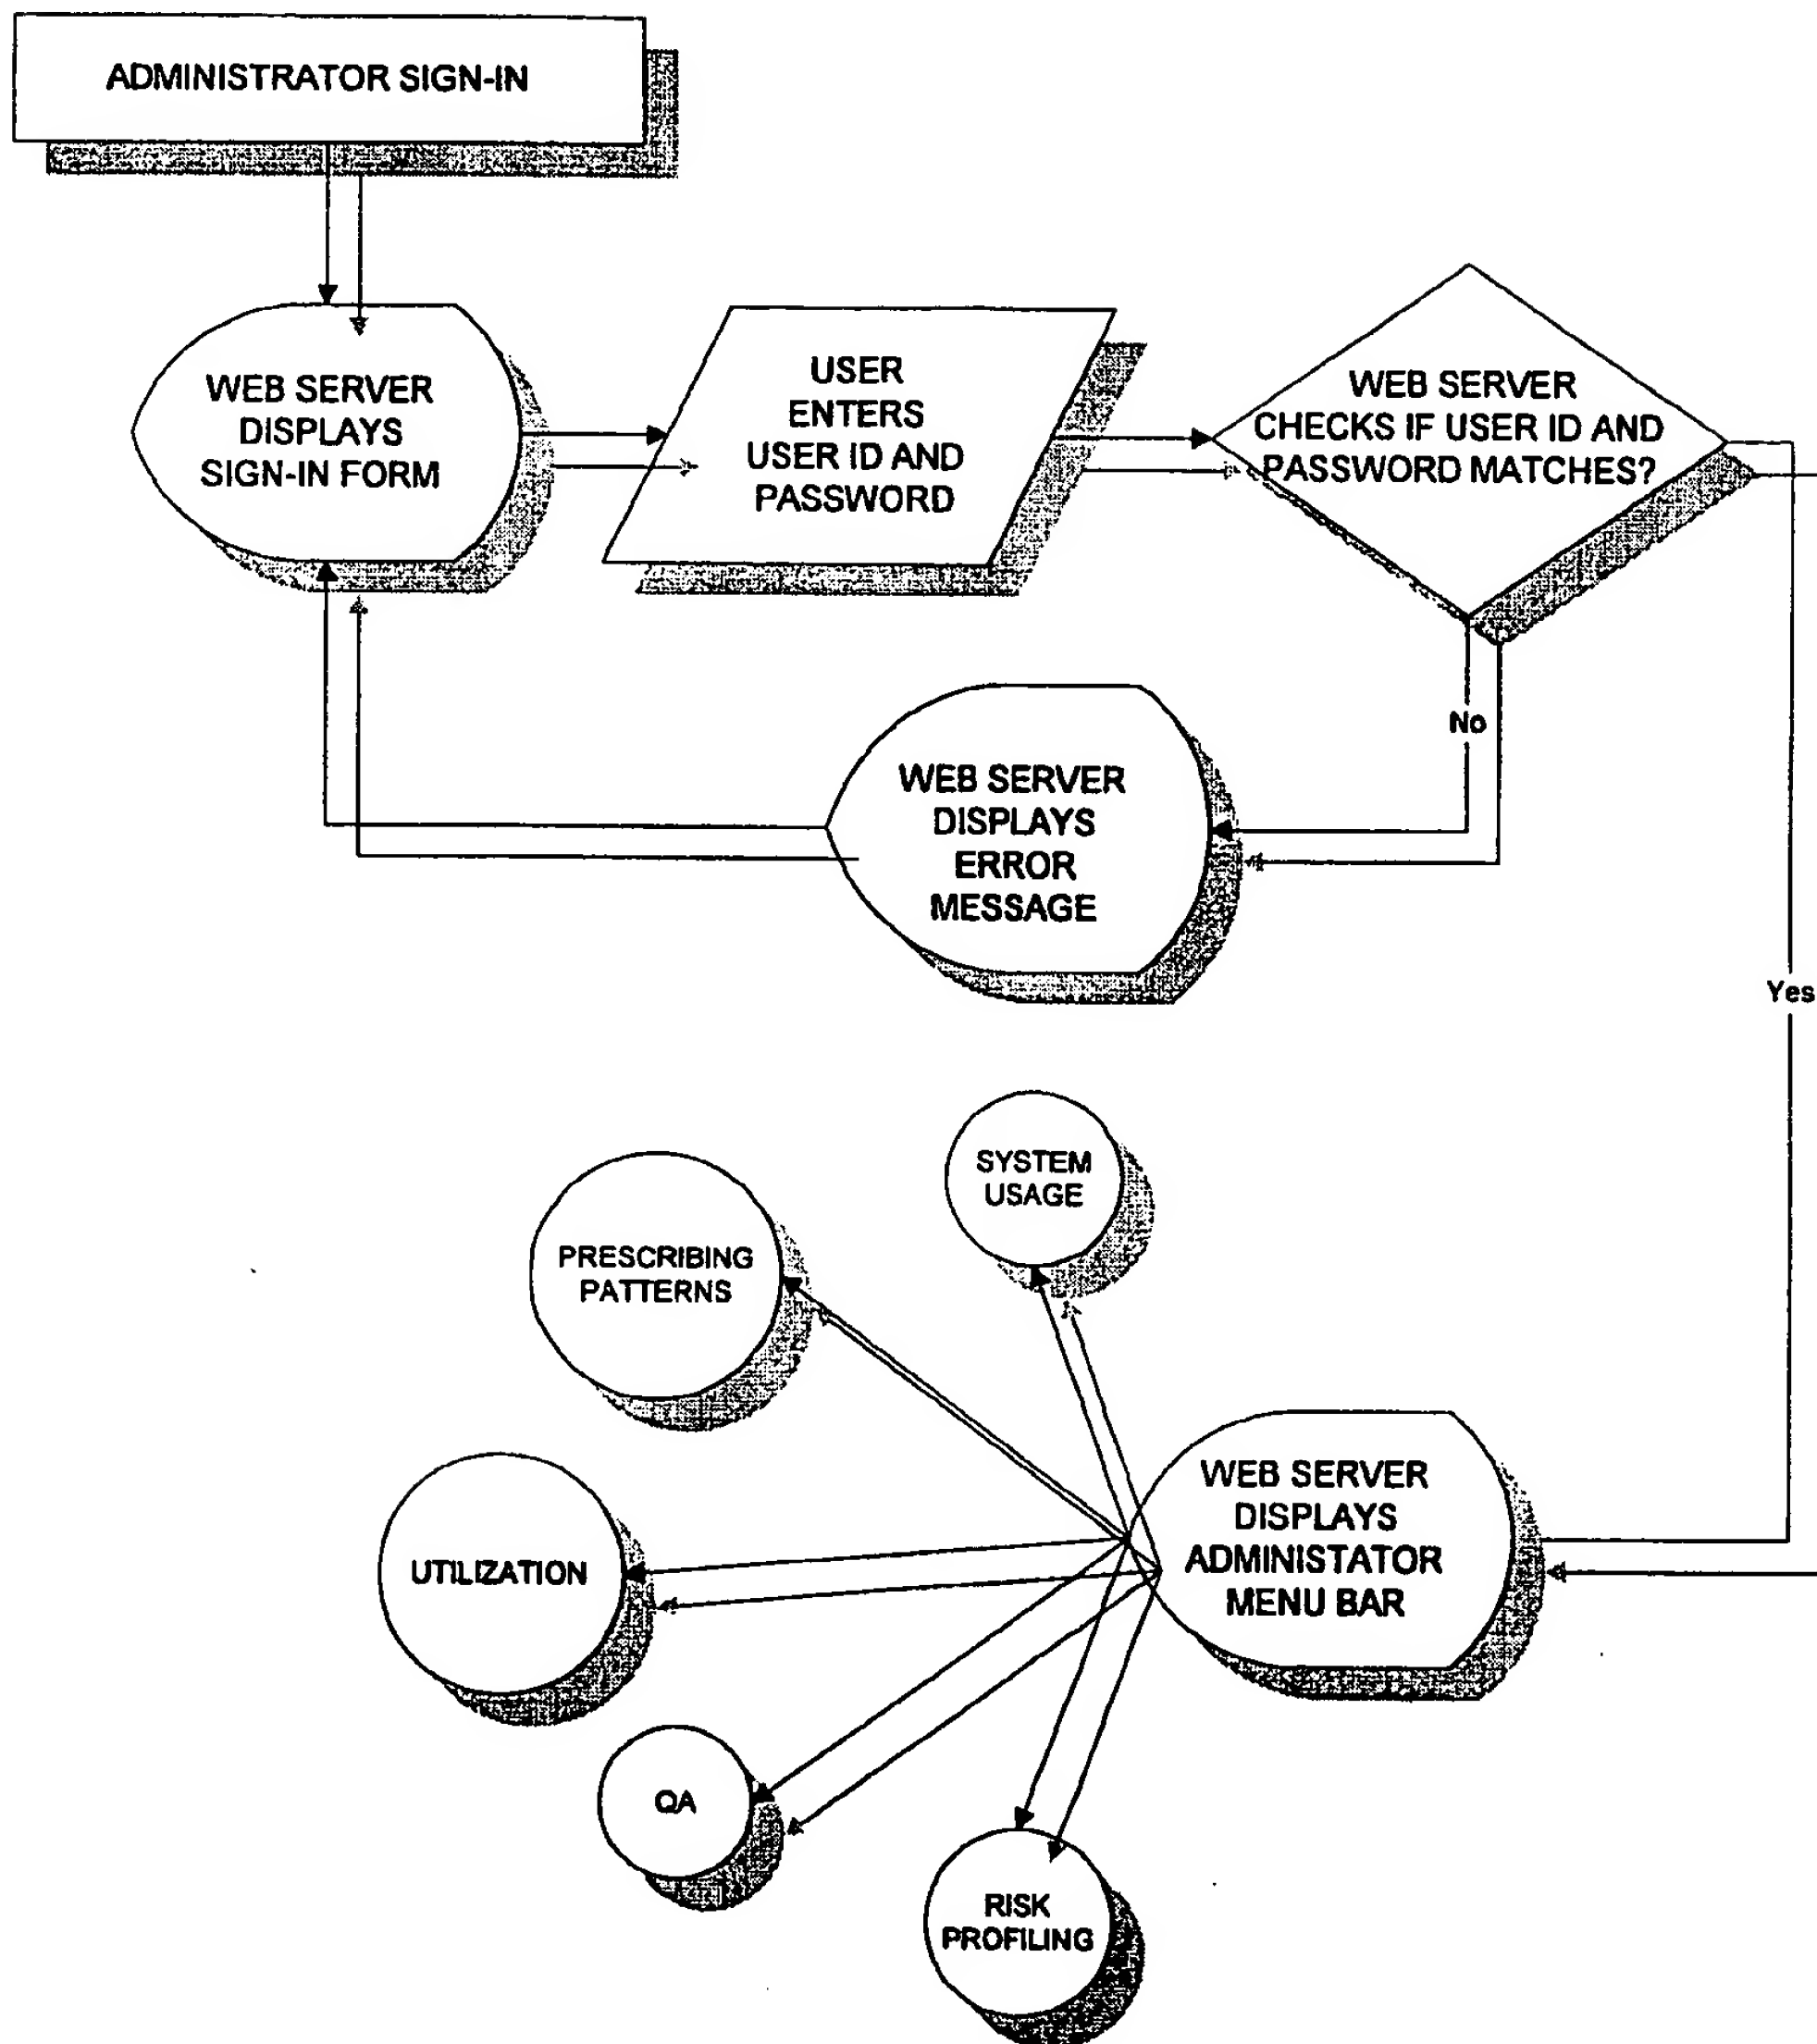 ADMINISTRATOR SIGN-IN
WEB SERVER
DISPLAYS
SIGN-IN FORM
USER
ENTERS
USER ID AND
PASSWORD
WEB SERVER
CHECKS IF USER ID AND
PASSWORD MATCHES?
No
WEB SERVER
DISPLAYS
ERROR
MESSAGE
Yes
SYSTEM
USAGE
PRESCRIBING
PATTERNS
WEB SERVER
DISPLAYS
ADMINISTATOR
MENU BAR
UTILIZATION
QA
RISK
PROFILING